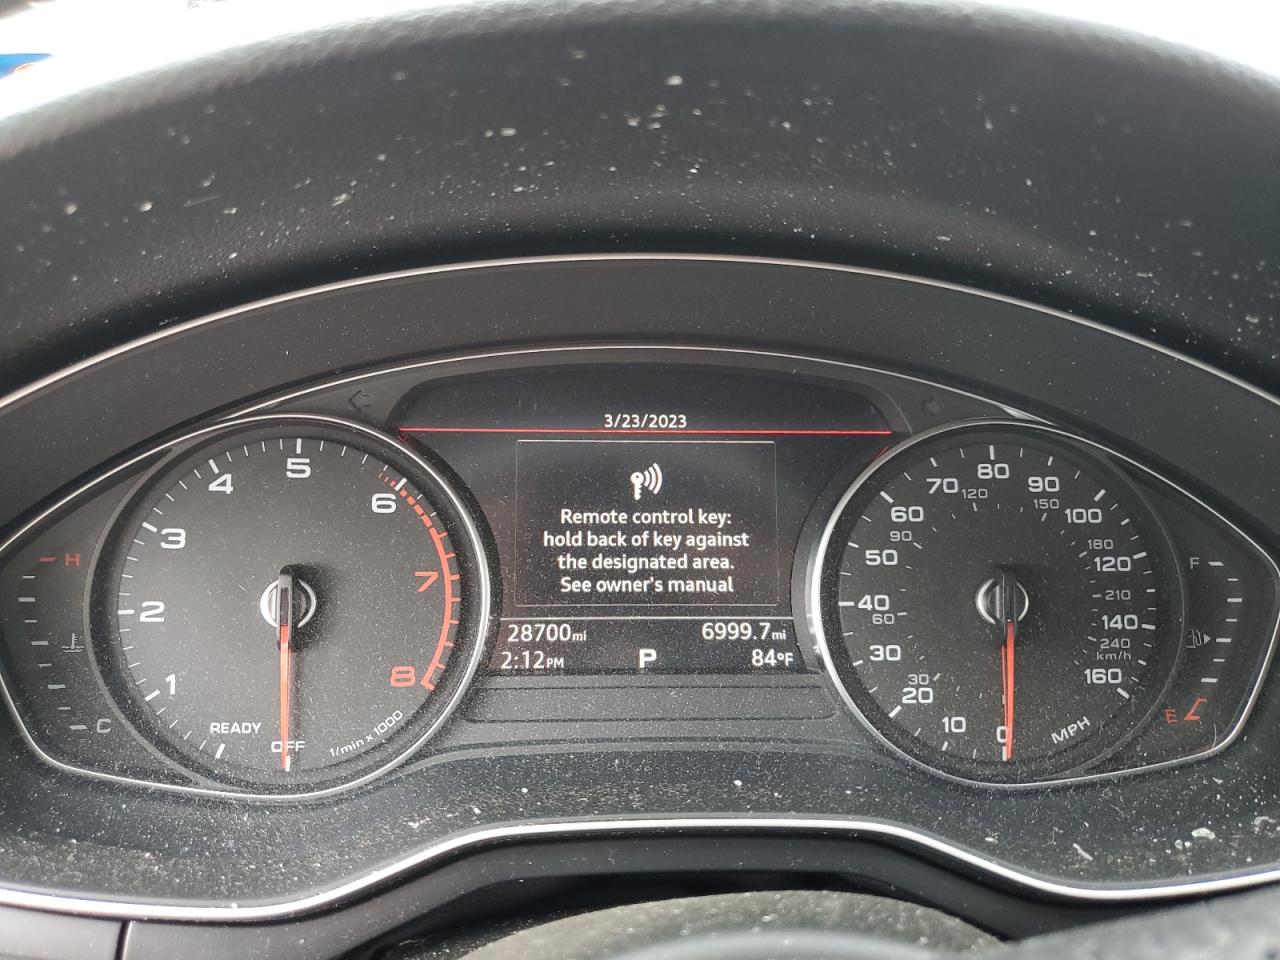 3/23/2023
Remote control key:
hold back of key against
the designated area.
See owner's manual
28700mi 6999.7mi
2:12PM P 84°F
H
C
1
2
3
4
5
6
7
8
READY
OFF
1/min x 1000
0
10
20
30
40
50
60
70
80
90
100
120
140
160
MPH
30
60
90
120
150
180
210
240
km/h
F
E